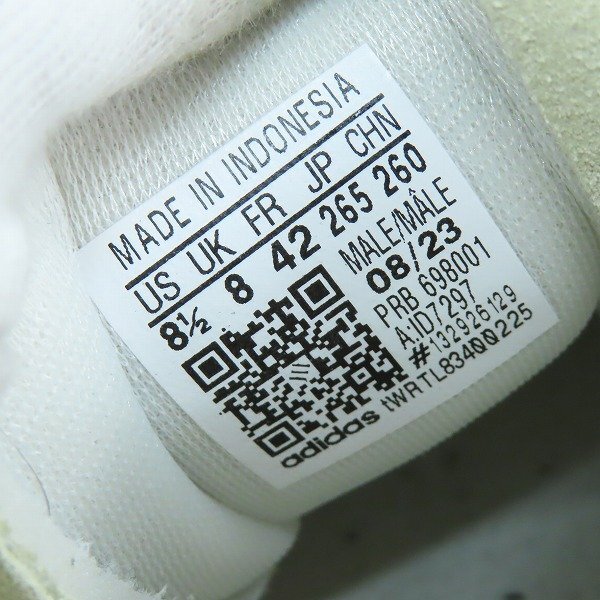 MADE IN INDONESIA
US UK FR JP CHN
8½ 8 42 265 260
MALE/MÂLE
08/23
PRB 698001
A:ID7297
#132926129
adidas tWRTL83400225